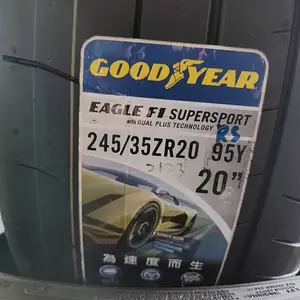 GOODYEAR
EAGLE F1 SUPERSPORT
with DUAL PLUS TECHNOLOGY RS
245/35ZR20 95Y
20"
為速度而生